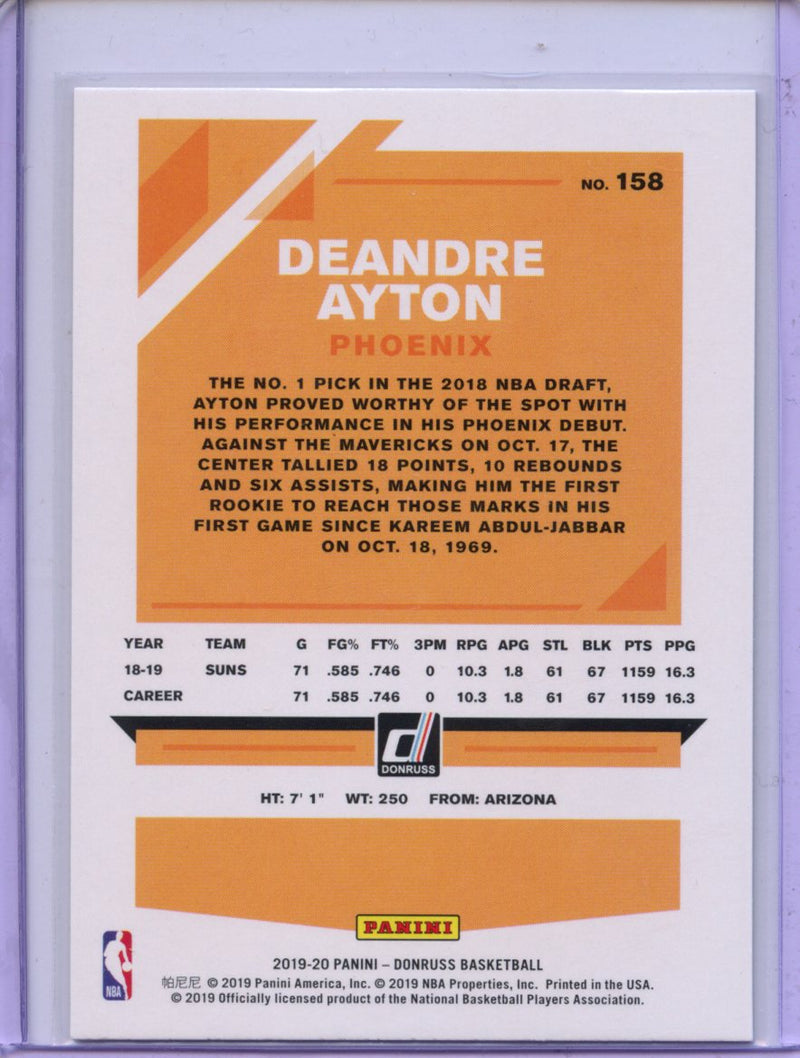 NO. 158
DEANDRE
AYTON
PHOENIX
THE NO. 1 PICK IN THE 2018 NBA DRAFT,
AYTON PROVED WORTHY OF THE SPOT WITH
HIS PERFORMANCE IN HIS PHOENIX DEBUT.
AGAINST THE MAVERICKS ON OCT. 17, THE
CENTER TALLIED 18 POINTS, 10 REBOUNDS
AND SIX ASSISTS, MAKING HIM THE FIRST
ROOKIE TO REACH THOSE MARKS IN HIS
FIRST GAME SINCE KAREEM ABDUL-JABBAR
ON OCT. 18, 1969.
YEAR TEAM G FG% FT% 3PM RPG APG STL BLK PTS PPG
18-19 SUNS 71 .585 .746 0 10.3 1.8 61 67 1159 16.3
CAREER 71 .585 .746 0 10.3 1.8 61 67 1159 16.3
d
DONRUSS
HT: 7' 1" WT: 250 FROM: ARIZONA
PANINI
2019-20 PANINI – DONRUSS BASKETBALL
帕尼尼 © 2019 Panini America, Inc. © 2019 NBA Properties, Inc. Printed in the USA.
© 2019 Officially licensed product of the National Basketball Players Association.
NBA